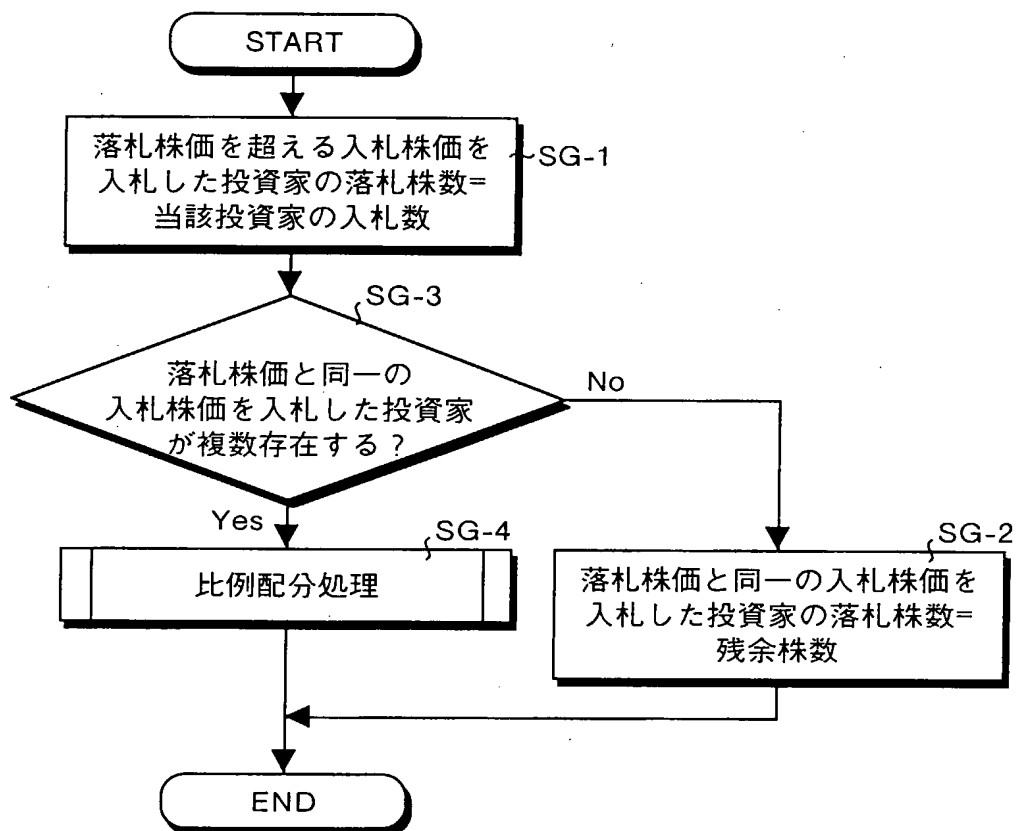 START
落札株価を超える入札株価を
入札した投資家の落札株数=
当該投資家の入札数
SG-1
SG-3
落札株価と同一の
入札株価を入札した投資家
が複数存在する?
No
Yes
SG-4
比例配分処理
SG-2
落札株価と同一の入札株価を
入札した投資家の落札株数=
残余株数
END